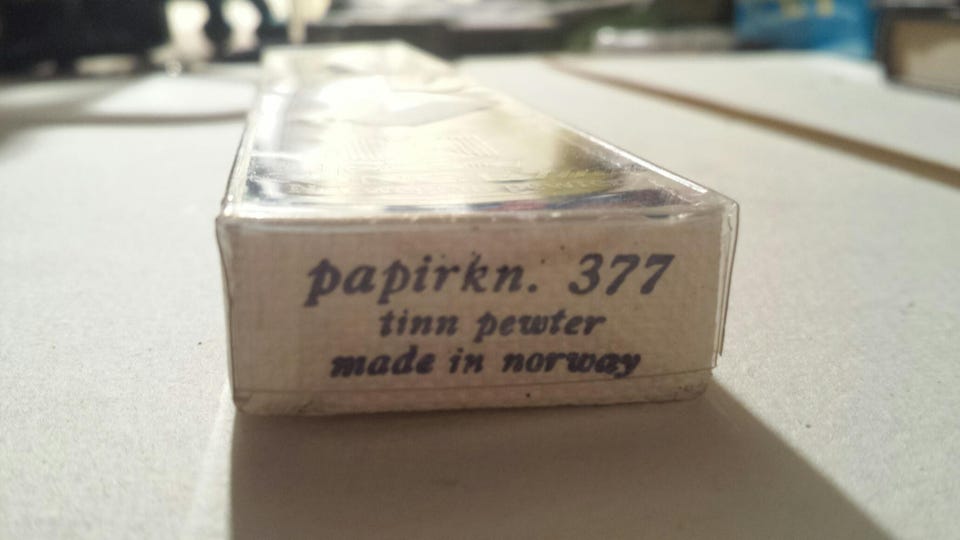 papirkn. 377
tinn pewter
made in norway